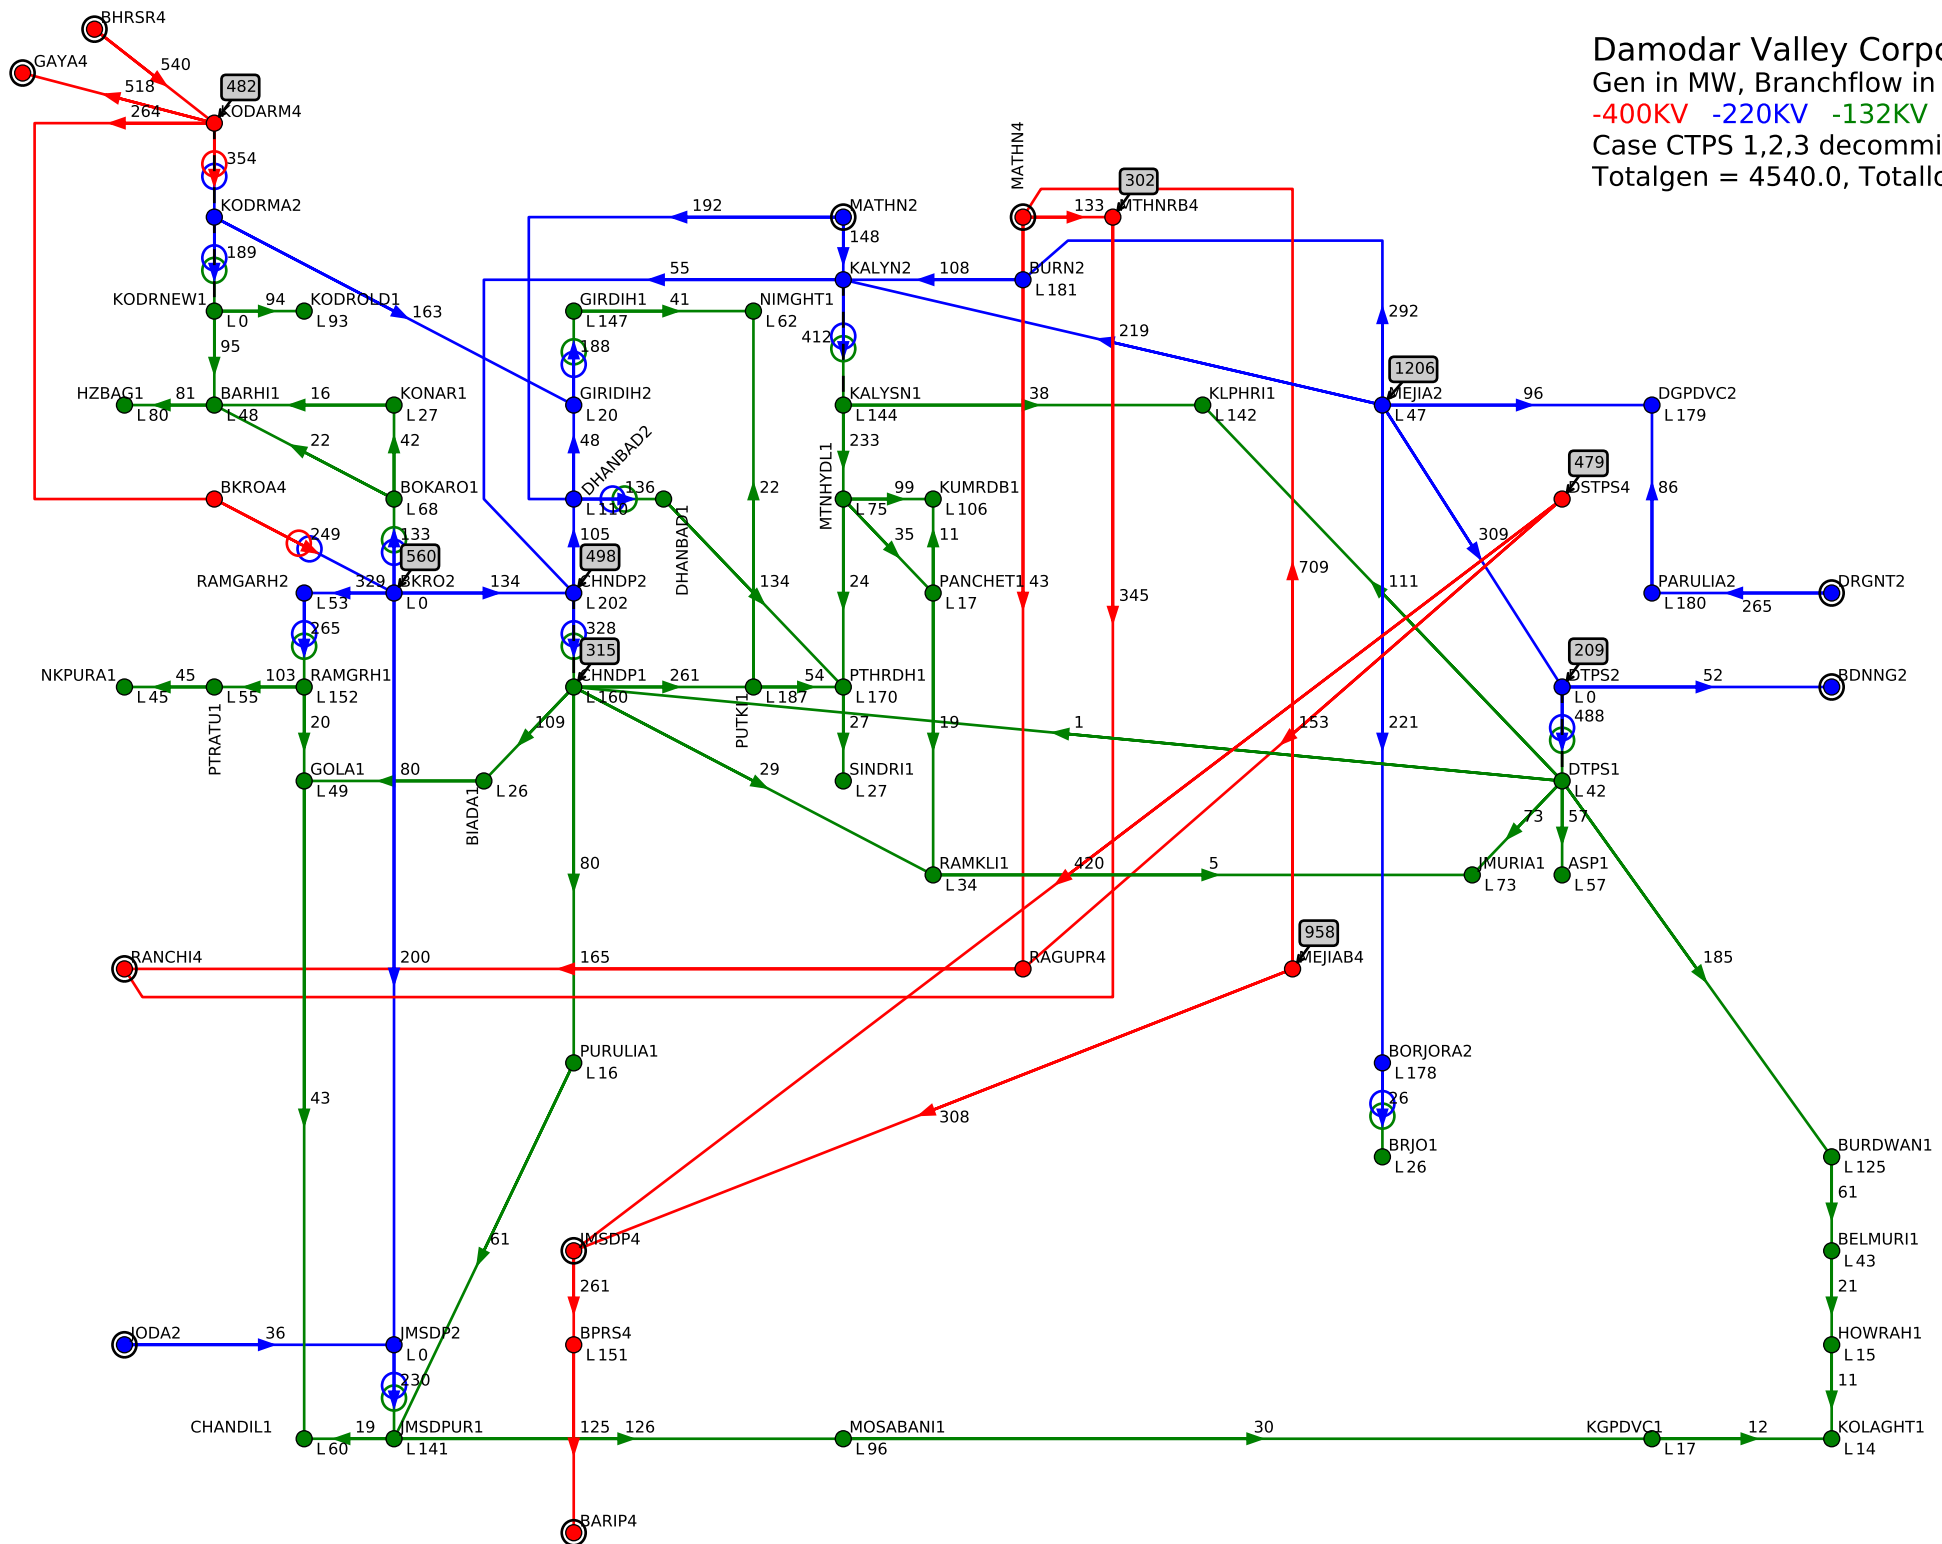 BHRSR4
Damodar Valley Corpo
GAYA4
540
Gen in MW, Branchflow in
518
482
-400KV -220KV -132KV
264
KODARM4
MATHN4
Case CTPS 1,2,3 decommi
354
Totalgen = 4540.0, Totallo
302
KODRMA2
192
MATHN2
133
MTHNRB4
148
189
55
KALYN2
108
BURN2
L 181
KODRNEW1
94
KODROLD1
L 0
L 93
163
GIRDIH1
41
NIMGHT1
L 147
L 62
292
219
412
95
188
1206
HZBAG1
81
BARHI1
16
KONAR1
GIRIDIH2
KALYSN1
38
KLPHRI1
MEJIA2
96
DGPDVC2
L 80
L 48
L 27
L 20
L 144
L 142
L 47
L 179
22
42
48
DHANBAD2
MTNHYDL1
233
479
BKROA4
BOKARO1
136
99
KUMRDB1
DSTPS4
L 68
L 110
L 75
L 106
86
249
133
105
DHANBAD1
35
11
309
560
498
RAMGARH2
329
BKRO2
134
CHNDP2
134
24
PANCHET1
43
345
709
111
PARULIA2
265
DRGNT2
L 53
L 0
L 202
L 17
L 180
265
328
315
209
NKPURA1
45
103
RAMGRH1
CHNDP1
261
54
PTHRDH1
DTPS2
52
BDNNG2
L 45
L 55
L 152
L 160
L 187
L 170
L 0
PTRATU1
20
109
PUTKI1
27
19
1
153
221
488
GOLA1
80
BIADA1
29
SINDRI1
DTPS1
L 49
L 26
L 27
L 42
73
57
80
RAMKLI1
420
5
JMURIA1
ASP1
L 34
L 73
L 57
958
RANCHI4
200
165
RAGUPR4
MEJIAB4
185
PURULIA1
BORJORA2
L 16
L 178
43
308
26
BRJO1
BURDWAN1
L 26
L 125
61
61
JMSDP4
BELMURI1
L 43
261
21
JODA2
36
JMSDP2
BPRS4
HOWRAH1
L 0
L 151
L 15
230
11
CHANDIL1
19
JMSDPUR1
125
126
MOSABANI1
30
KGPDVC1
12
KOLAGHT1
L 60
L 141
L 96
L 17
L 14
BARIP4
22